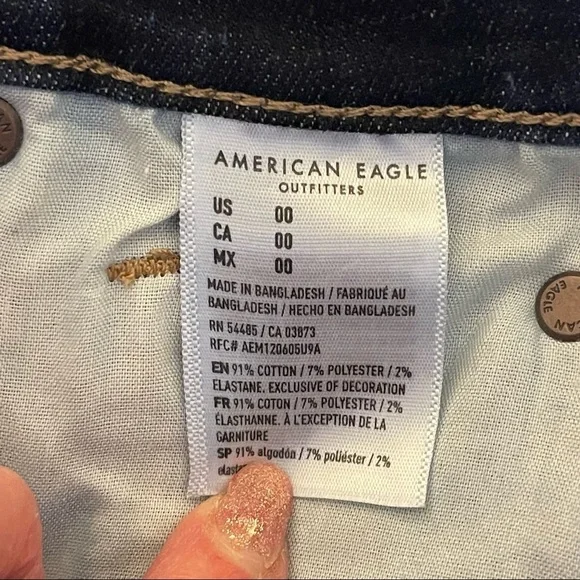 AMERICAN EAGLE
OUTFITTERS
US 00
CA 00
MX 00
MADE IN BANGLADESH / FABRIQUÉ AU
BANGLADESH / HECHO EN BANGLADESH
RN 54485 / CA 03873
RFC# AEM120605U9A
EN 91% COTTON / 7% POLYESTER / 2%
ELASTANE. EXCLUSIVE OF DECORATION
FR 91% COTON / 7% POLYESTER / 2%
ÉLASTHANNE. À L'EXCEPTION DE LA
GARNITURE
SP 91% algodón / 7% poliéster / 2%
EAGLE